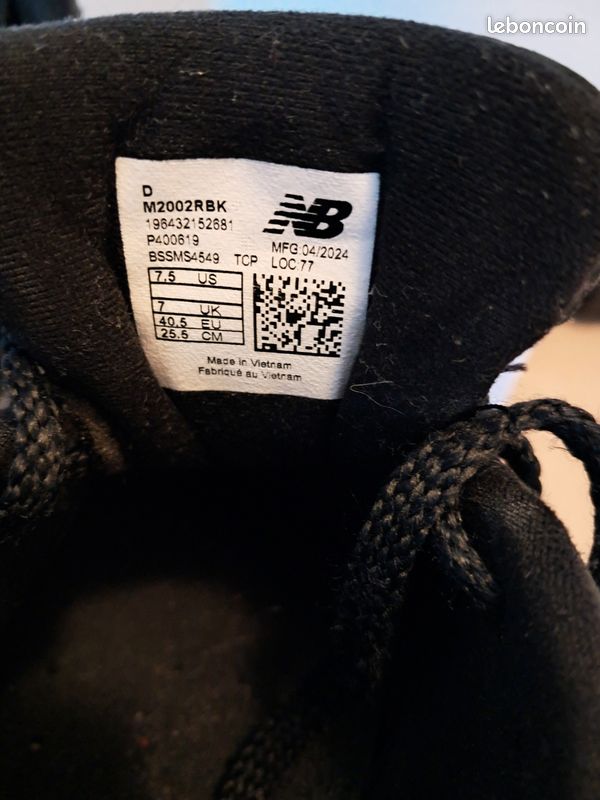 leboncoin
D
M2002RBK
196432152681
P400619
BSSMS4549 TCP
NB
MFG 04/2024
LOC 77
7.5 US
7 UK
40.5 EU
25.5 CM
Made in Vietnam
Fabriqué au Vietnam